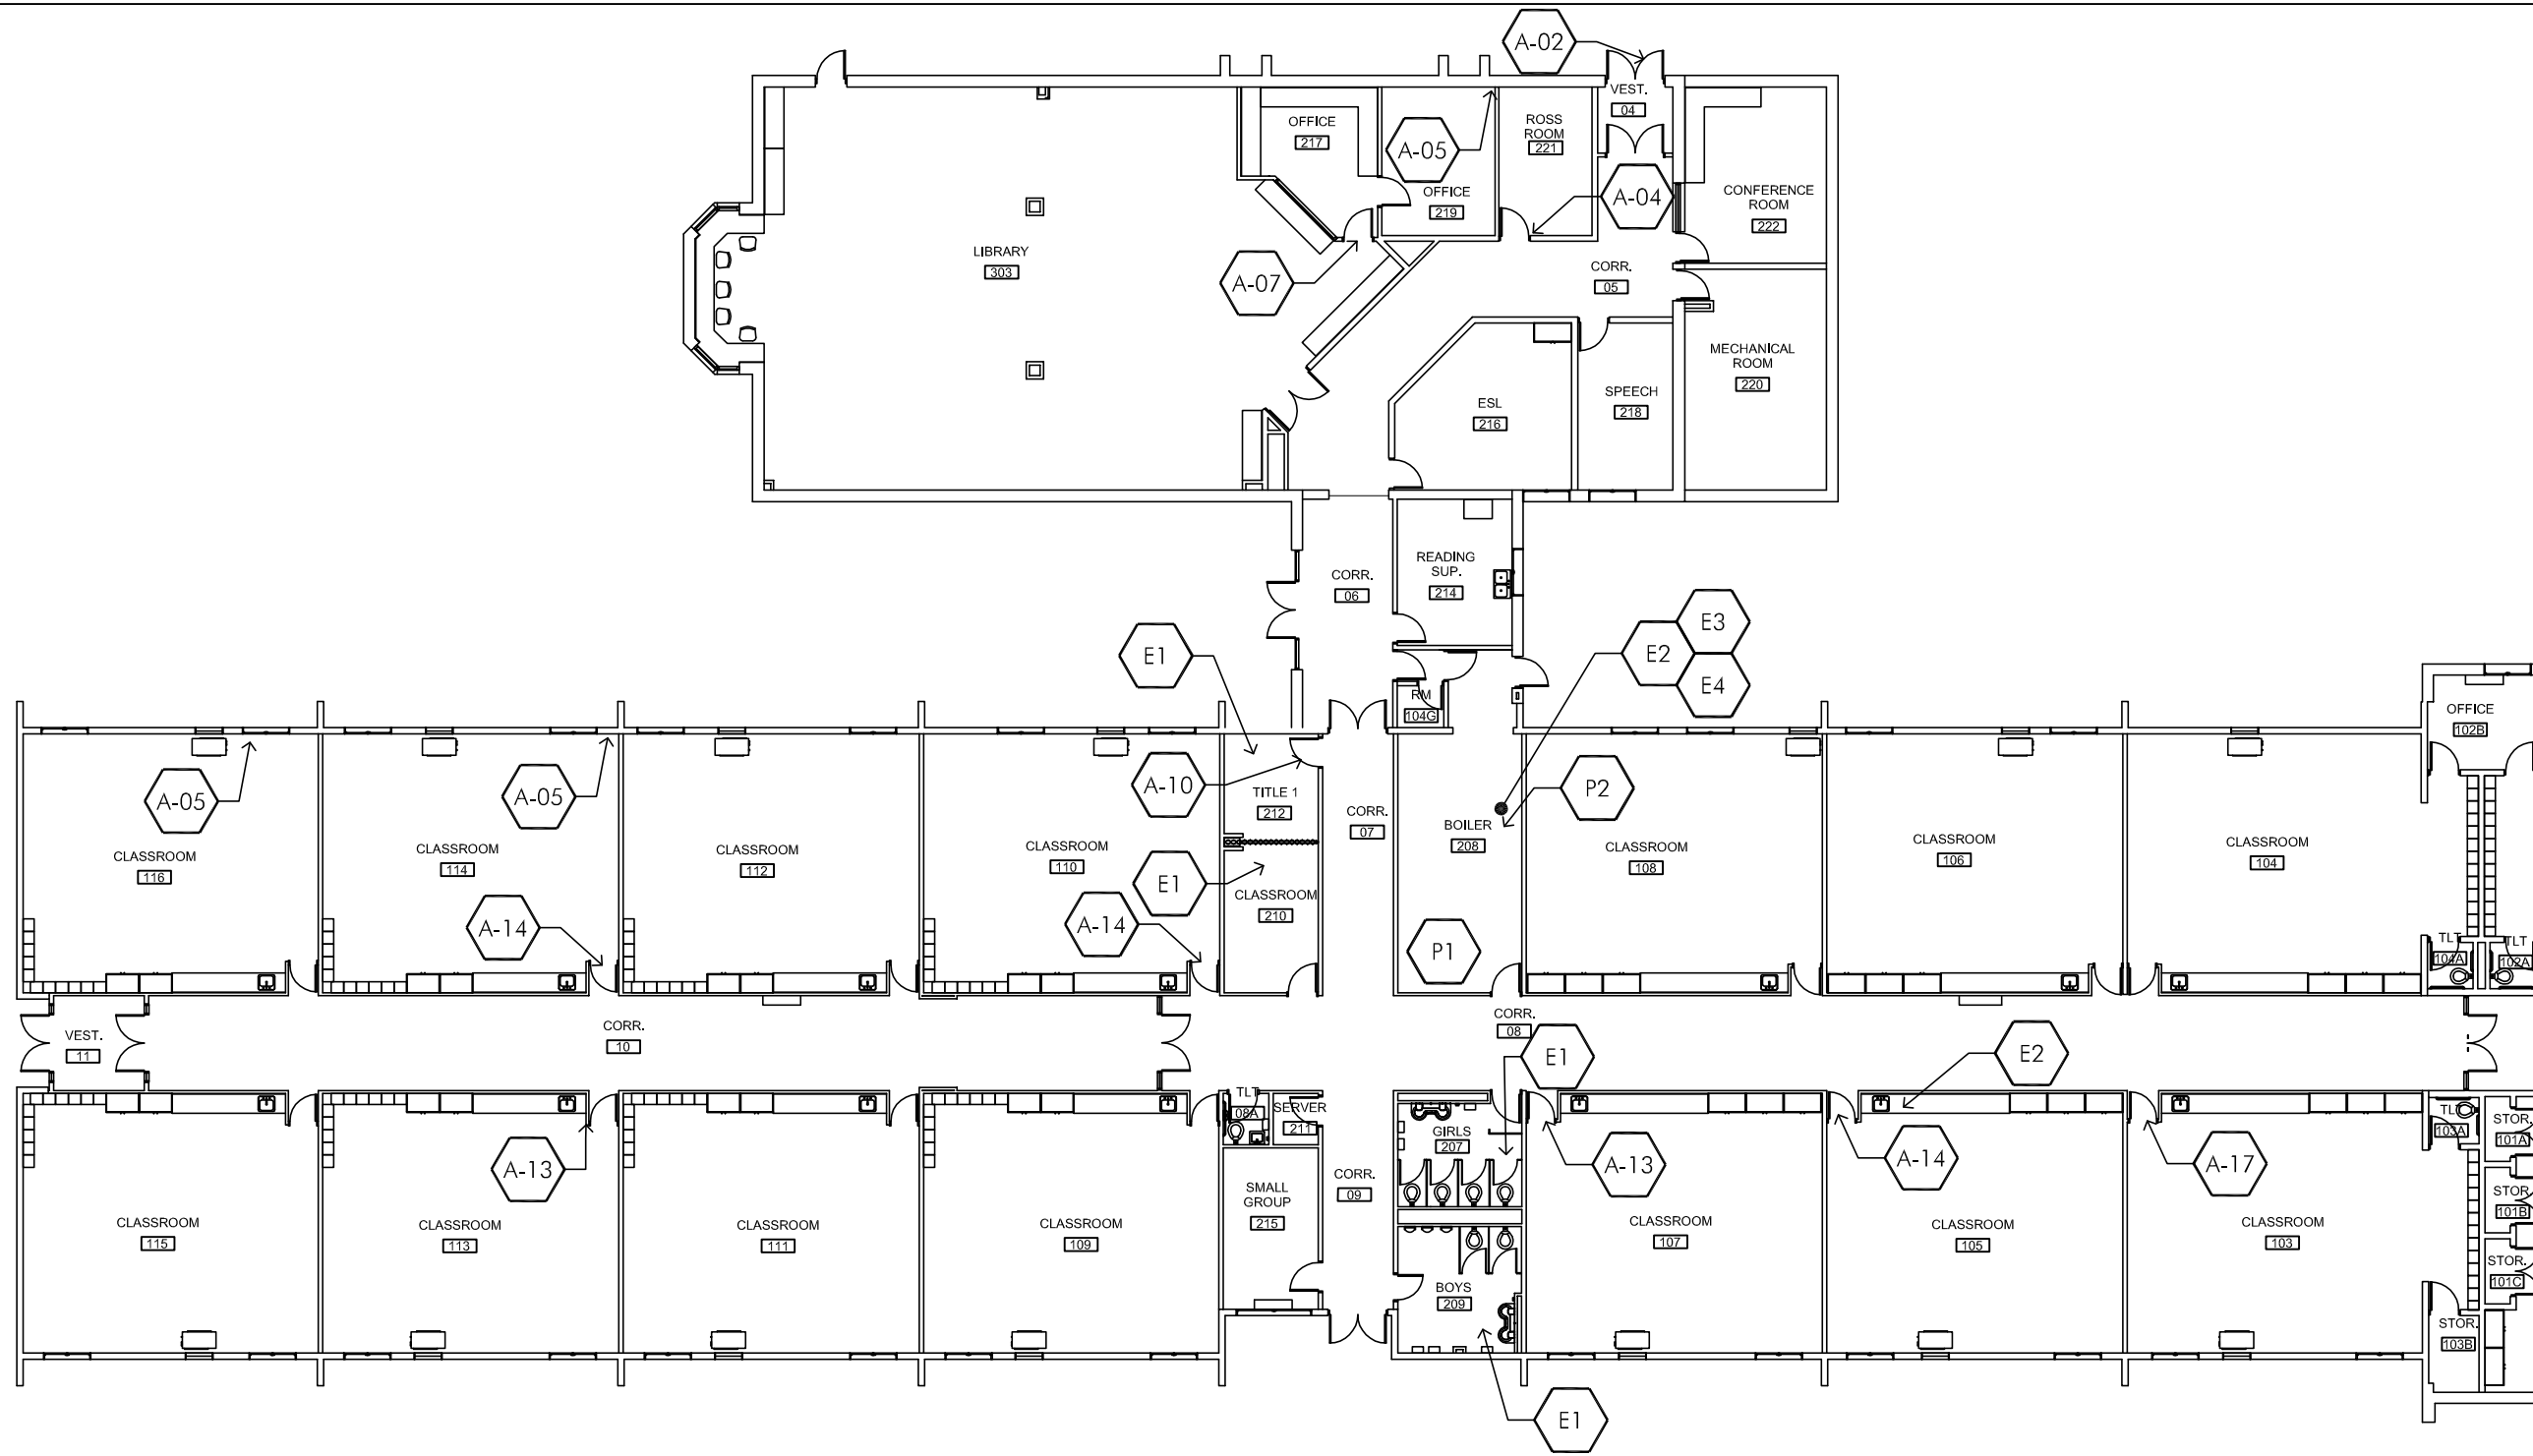 A-02
VEST.
04
OFFICE
217
A-05
OFFICE
219
ROSS
ROOM
221
A-04
CONFERENCE
ROOM
222
LIBRARY
303
A-07
CORR.
05
MECHANICAL
ROOM
220
ESL
216
SPEECH
218
READING
SUP.
214
CORR.
06
E1
E3
E2
E4
RM
104G
OFFICE
102B
A-05
A-05
A-10
TITLE 1
212
CORR.
07
P2
BOILER
208
CLASSROOM
116
CLASSROOM
114
CLASSROOM
112
CLASSROOM
110
E1
CLASSROOM
210
CLASSROOM
108
CLASSROOM
106
CLASSROOM
104
A-14
A-14
P1
TLT
104A
TLT
102A
VEST.
11
CORR.
10
CORR.
08
E1
E2
TLT
08A
SERVER
211
GIRLS
207
A-13
A-13
A-14
A-17
TL
103A
STOR.
101A
STOR.
101B
STOR.
101C
SMALL
GROUP
215
CORR.
09
CLASSROOM
115
CLASSROOM
113
CLASSROOM
111
CLASSROOM
109
CLASSROOM
107
CLASSROOM
105
CLASSROOM
103
BOYS
209
STOR.
103B
E1